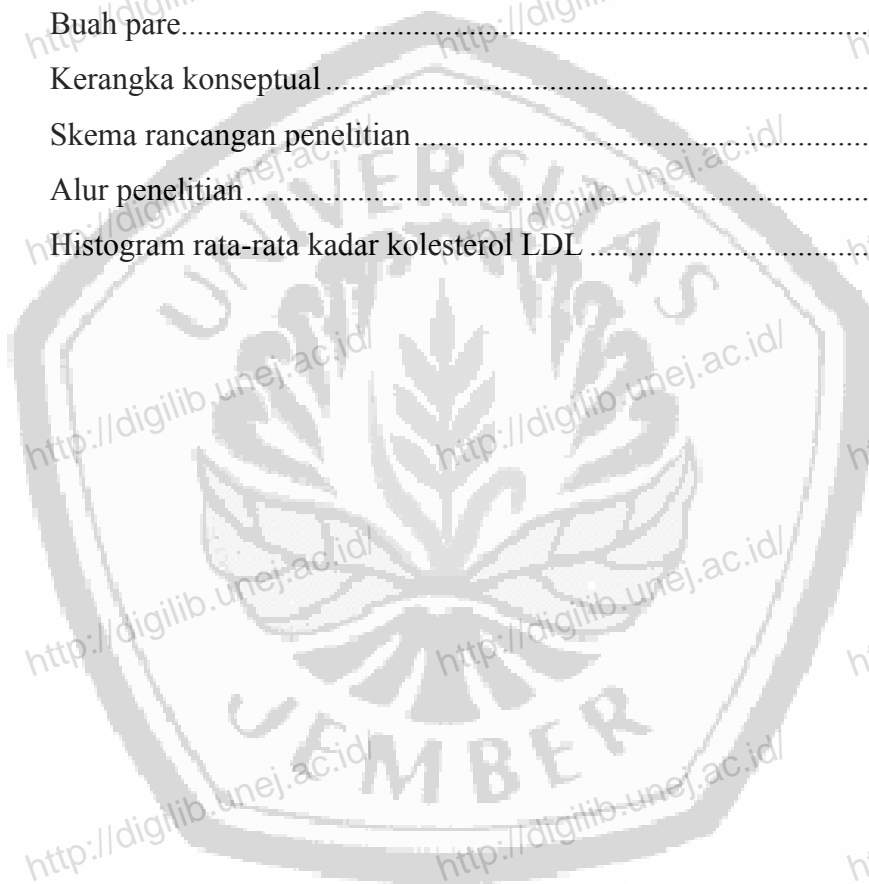 Buah pare........................................................................................
Kerangka konseptual.....................................................................
Skema rancangan penelitian..........................................................
Alur penelitian................................................................................
Histogram rata-rata kadar kolesterol LDL ...................................
UNIVERSITAS
JEMBER
http://digilib.unej.ac.id/
http://digilib.unej.ac.id/
http://digilib.unej.ac.id/
http://digilib.unej.ac.id/
http://digilib.unej.ac.id/
http://digilib.unej.ac.id/
http://digilib.unej.ac.id/
http://digilib.unej.ac.id/